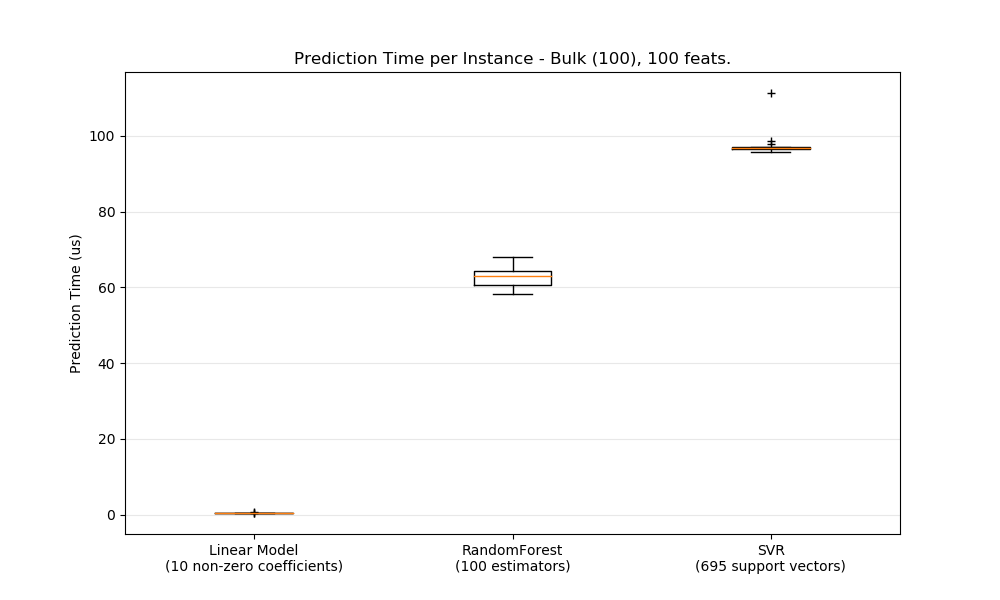 Prediction Time per Instance - Bulk (100), 100 feats.
Prediction Time (us)
100
80
60
40
20
0
Linear Model
(10 non-zero coefficients)
RandomForest
(100 estimators)
SVR
(695 support vectors)